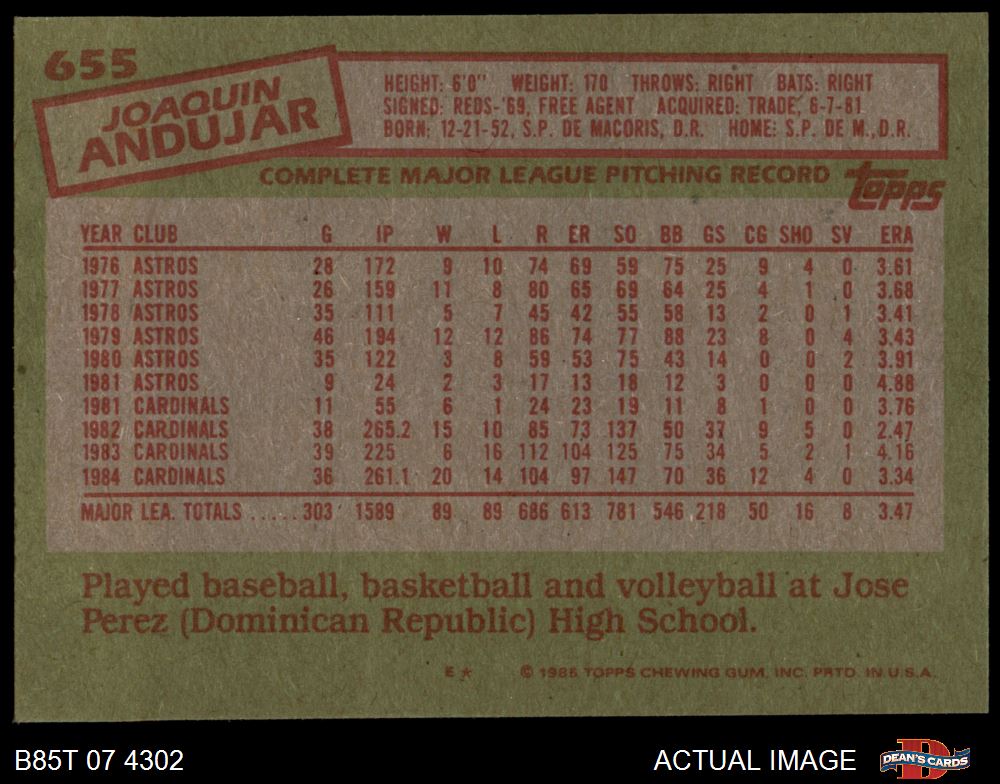 655
JOAQUIN
ANDUJAR
HEIGHT: 6'0" WEIGHT: 170 THROWS: RIGHT BATS: RIGHT
SIGNED: REDS-'69, FREE AGENT ACQUIRED: TRADE, 6-7-81
BORN: 12-21-52, S.P. DE MACORIS, D.R. HOME: S.P. DE M., D.R.
COMPLETE MAJOR LEAGUE PITCHING RECORD
topps
YEAR CLUB G IP W L R ER SO BB GS CG SHO SV ERA
1976 ASTROS 28 172 9 10 74 69 59 75 25 9 4 0 3.61
1977 ASTROS 26 159 11 8 80 65 69 64 25 4 1 0 3.68
1978 ASTROS 35 111 5 7 45 42 55 58 13 2 0 1 3.41
1979 ASTROS 46 194 12 12 86 74 77 88 23 8 0 4 3.43
1980 ASTROS 35 122 3 8 59 53 75 43 14 0 0 2 3.91
1981 ASTROS 9 24 2 3 17 13 18 12 3 0 0 0 4.88
1981 CARDINALS 11 55 6 1 24 23 19 11 8 1 0 0 3.76
1982 CARDINALS 38 265.2 15 10 85 73 137 50 37 9 5 0 2.47
1983 CARDINALS 39 225 6 16 112 104 125 75 34 5 2 1 4.16
1984 CARDINALS 36 261.1 20 14 104 97 147 70 36 12 4 0 3.34
MAJOR LEA. TOTALS ..... 303 1589 89 89 686 613 781 546 218 50 16 8 3.47
Played baseball, basketball and volleyball at Jose
Perez (Dominican Republic) High School.
E* © 1985 TOPPS CHEWING GUM, INC. PRTD. IN U.S.A.
B85T 07 4302 ACTUAL IMAGE DEAN'S CARDS